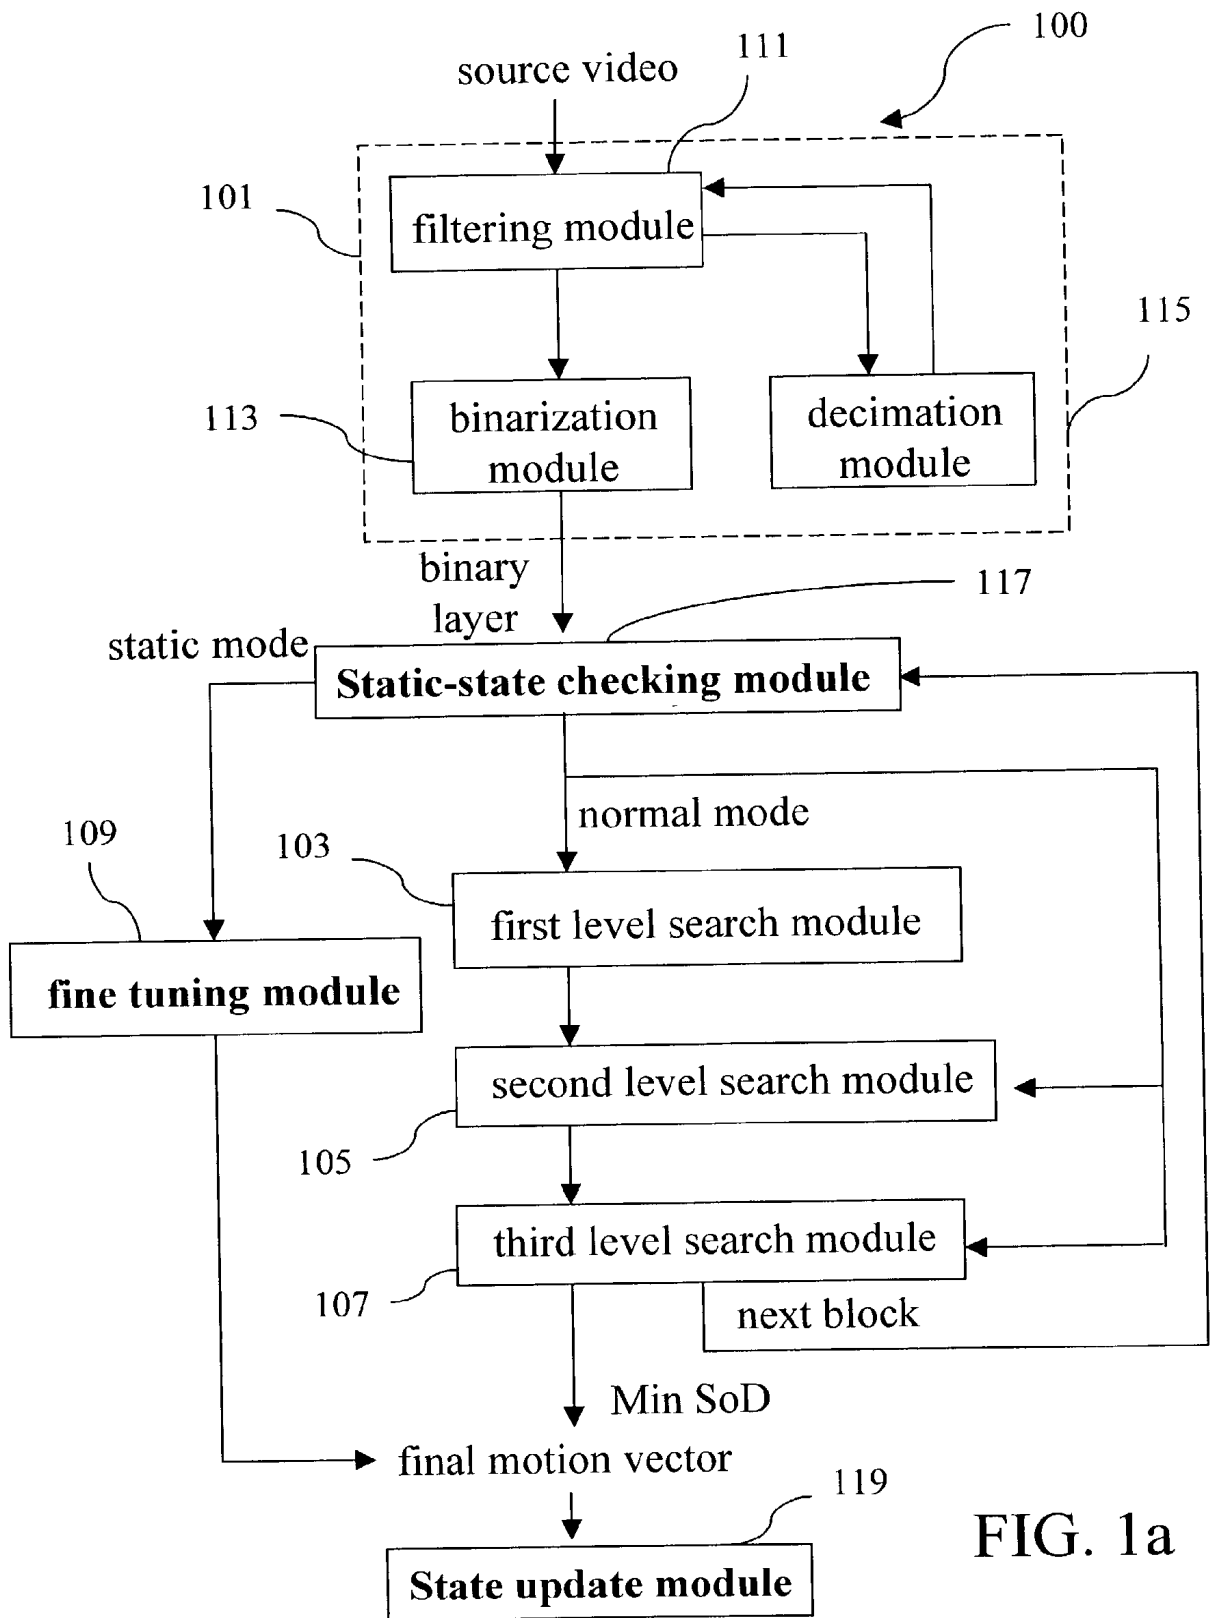 100
111
source video
101
filtering module
115
113
binarization
module
decimation
module
binary
layer
117
static mode
Static-state checking module
normal mode
109
103
first level search module
fine tuning module
second level search module
105
third level search module
107
next block
Min SoD
final motion vector
119
FIG. 1a
State update module